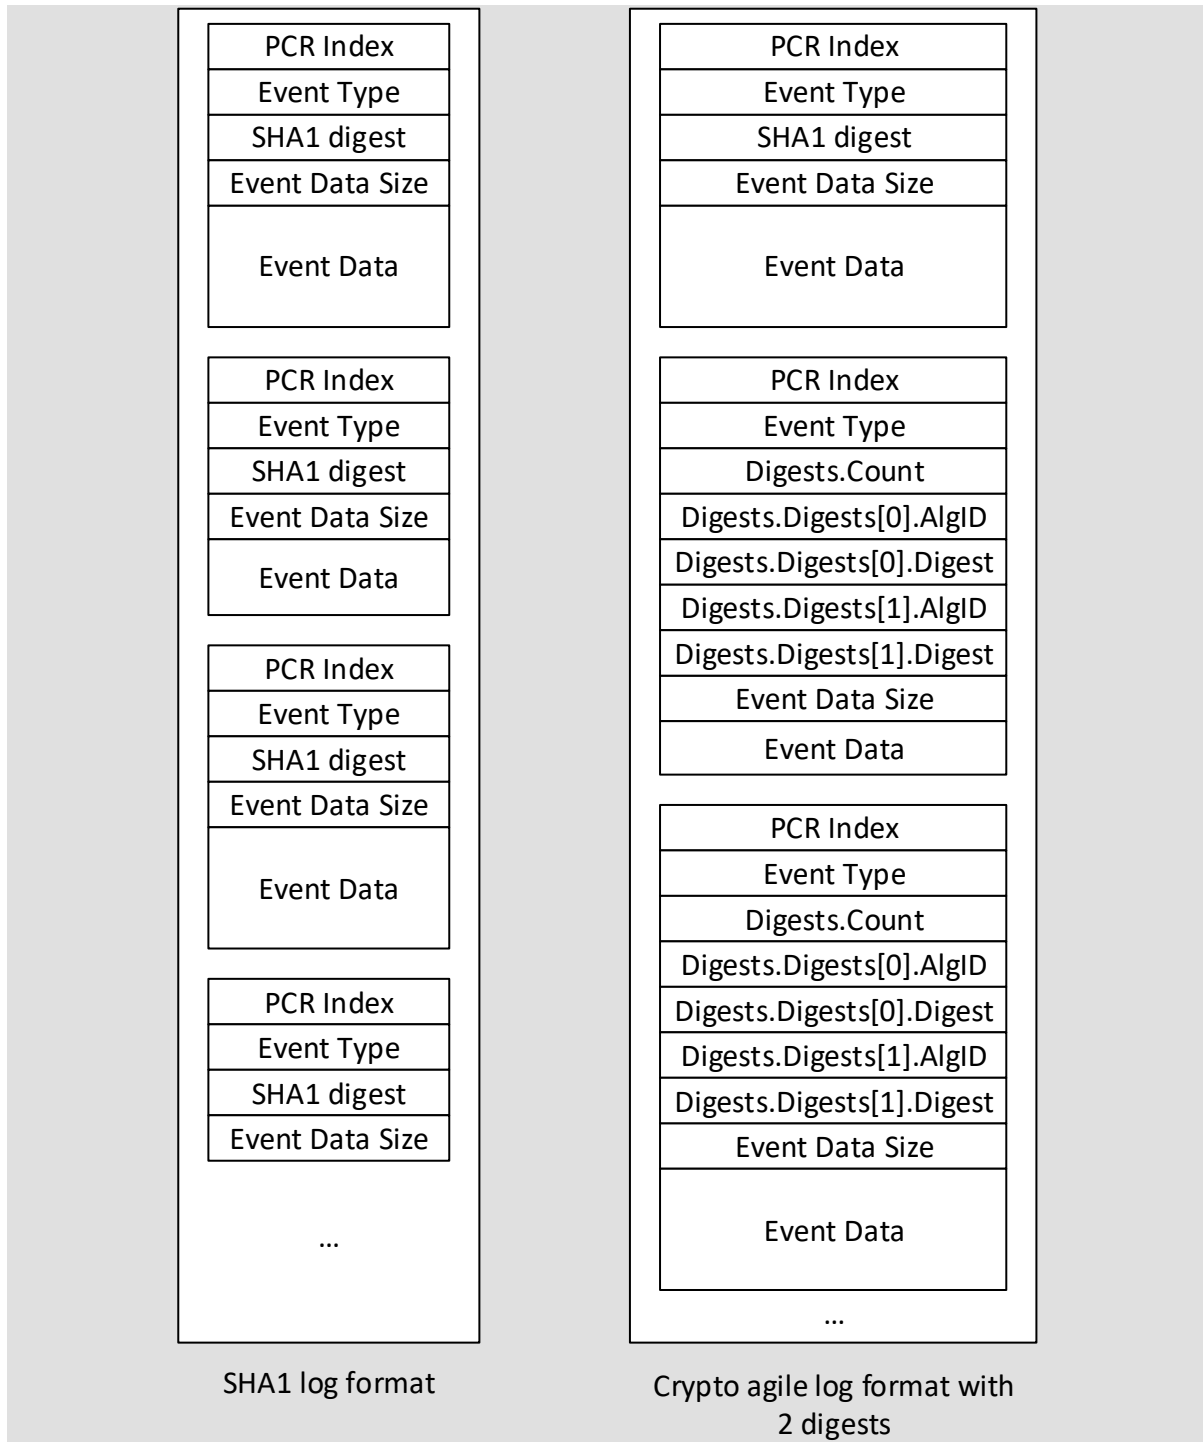 PCR Index
Event Type
SHA1 digest
Event Data Size
Event Data
PCR Index
Event Type
SHA1 digest
Event Data Size
Event Data
PCR Index
Event Type
SHA1 digest
Event Data Size
Event Data
PCR Index
Event Type
SHA1 digest
Event Data Size
...
SHA1 log format
PCR Index
Event Type
SHA1 digest
Event Data Size
Event Data
PCR Index
Event Type
Digests.Count
Digests.Digests[0].AlgID
Digests.Digests[0].Digest
Digests.Digests[1].AlgID
Digests.Digests[1].Digest
Event Data Size
Event Data
PCR Index
Event Type
Digests.Count
Digests.Digests[0].AlgID
Digests.Digests[0].Digest
Digests.Digests[1].AlgID
Digests.Digests[1].Digest
Event Data Size
Event Data
...
Crypto agile log format with
2 digests